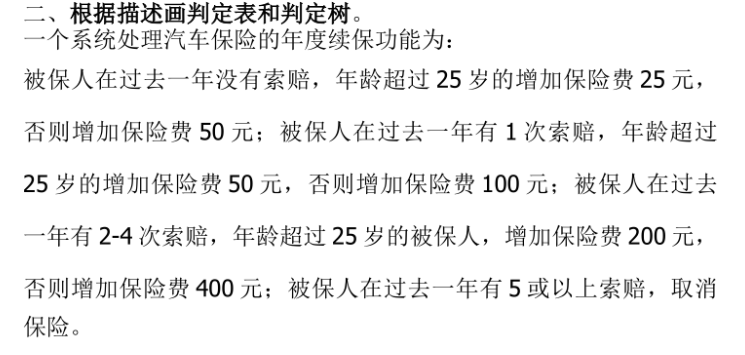 二、根据描述画判定表和判定树。
一个系统处理汽车保险的年度续保功能为：
被保人在过去一年没有索赔，年龄超过 25 岁的增加保险费 25 元，
否则增加保险费 50 元；被保人在过去一年有 1 次索赔，年龄超过
25 岁的增加保险费 50 元，否则增加保险费 100 元；被保人在过去
一年有 2-4 次索赔，年龄超过 25 岁的被保人，增加保险费 200 元，
否则增加保险费 400 元；被保人在过去一年有 5 或以上索赔，取消
保险。